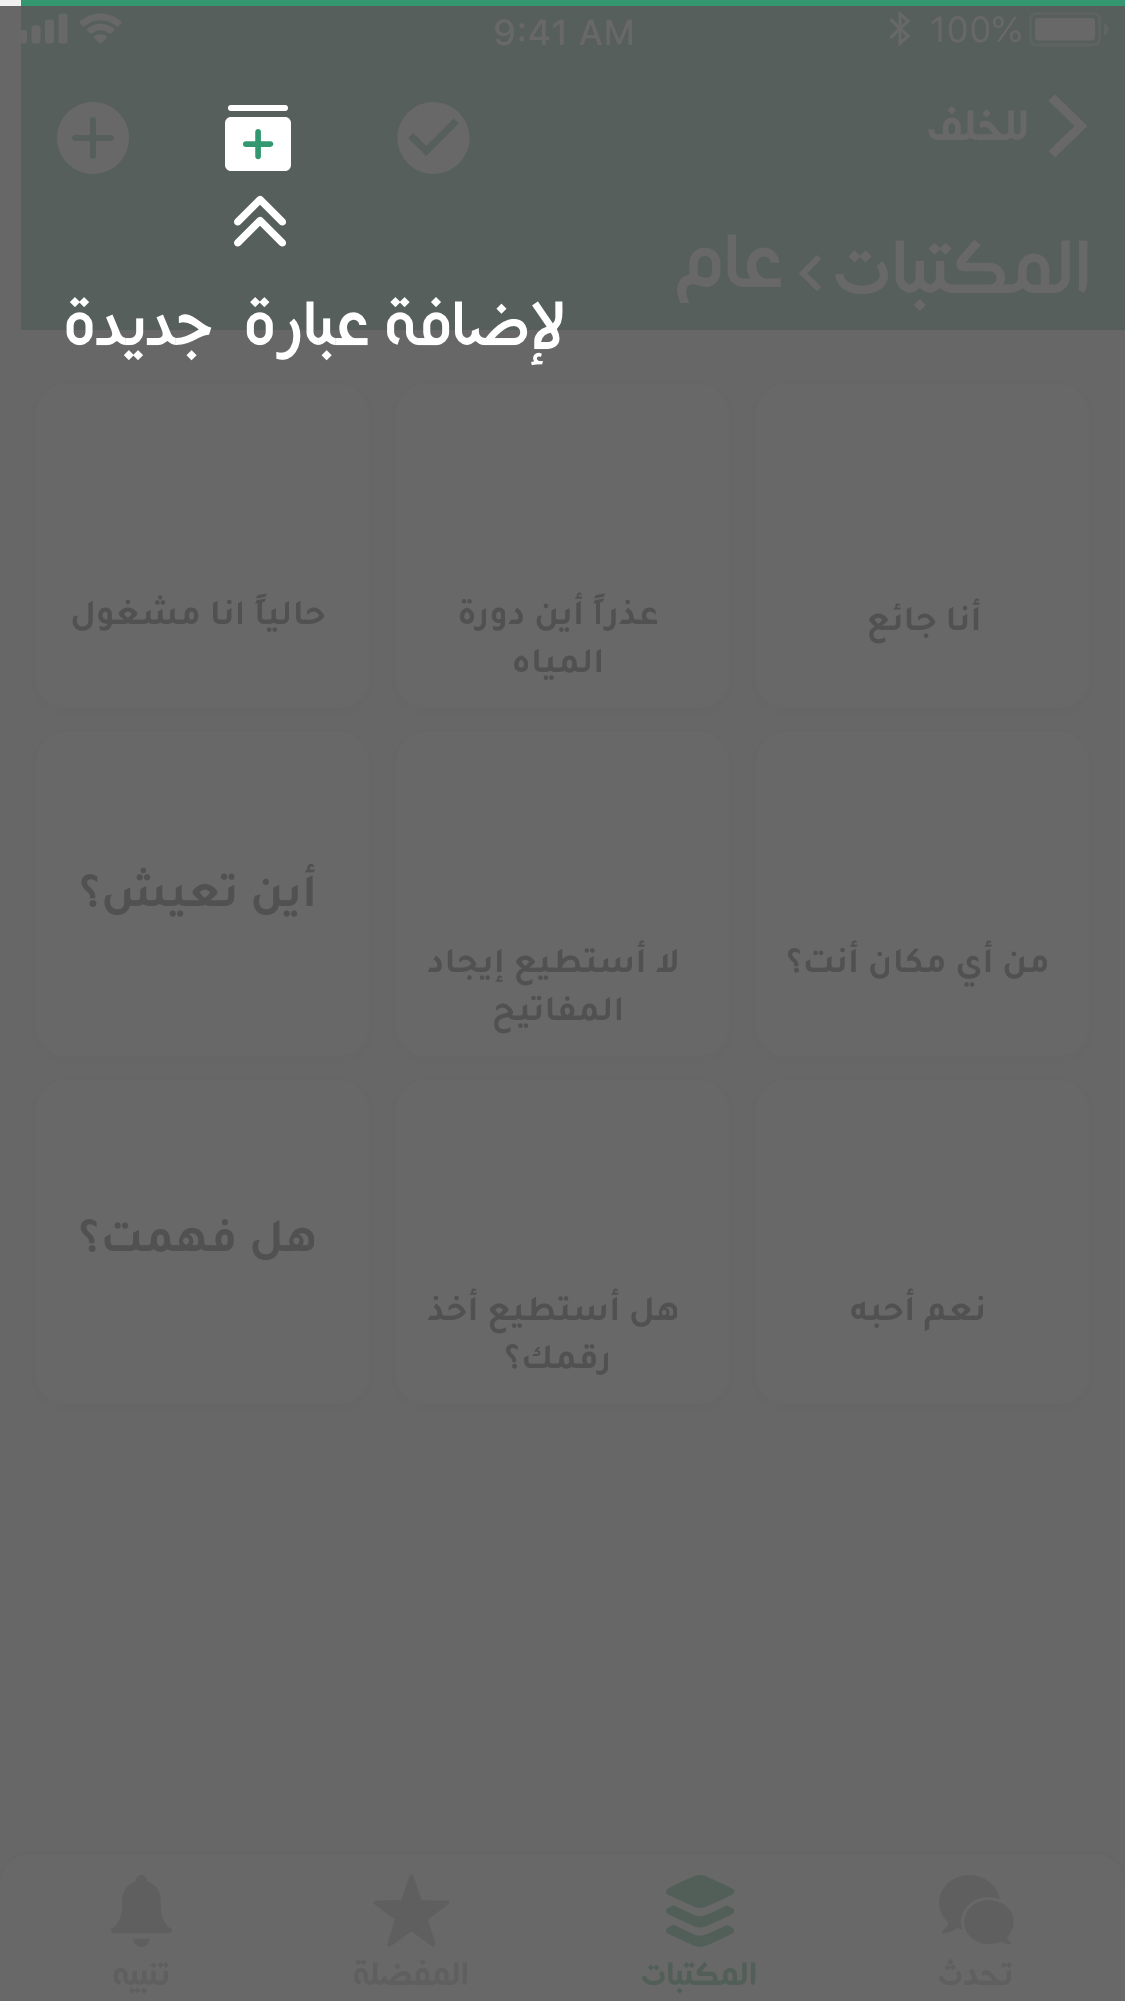 9:41 AM
100%
للخلف
المكتبات > عام
لإضافة عبارة جديدة
أنا جائع
عذراً أين دورة
المياه
حالياً انا مشغول
من أي مكان أنت؟
لا أستطيع إيجاد
المفاتيح
أين تعيش؟
نعم أحبه
هل أستطيع أخذ
رقمك؟
هل فهمت؟
تحدث
المكتبات
المفضلة
تنبيه